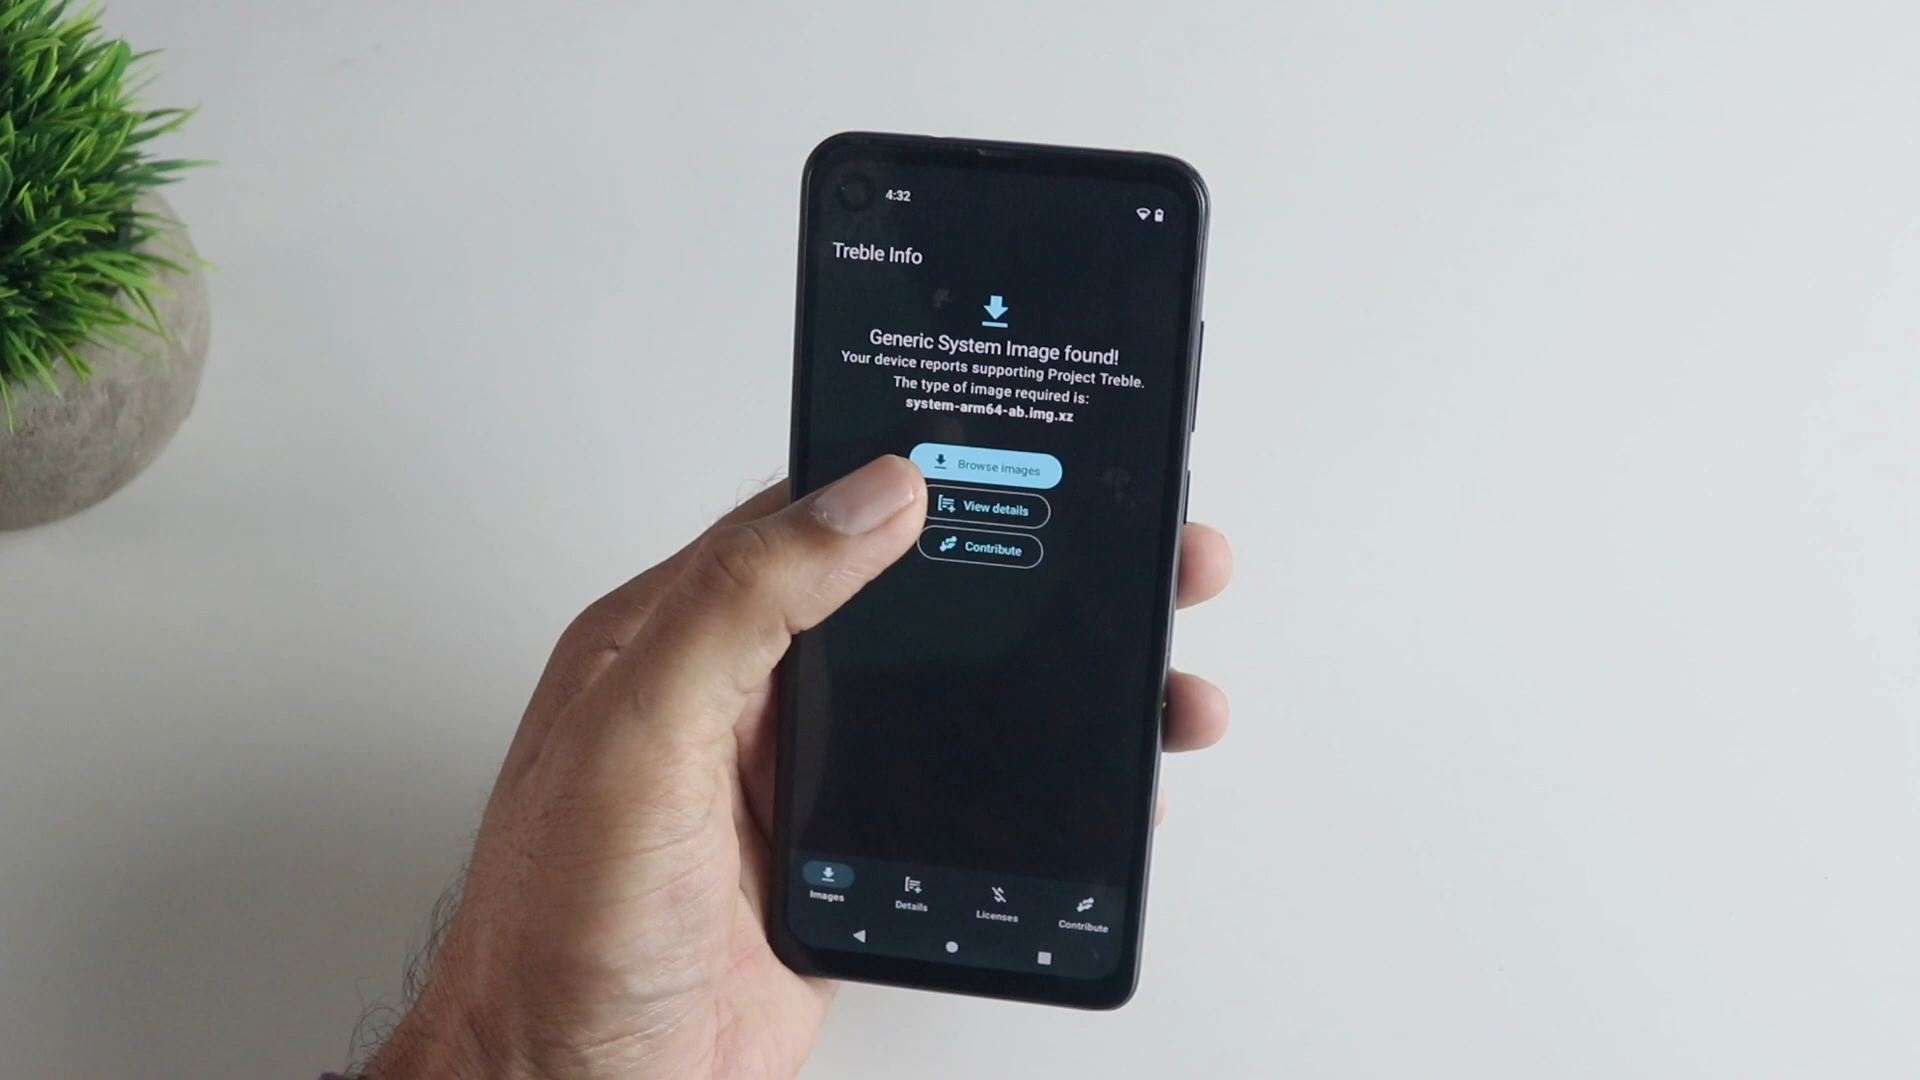 4:32
Treble Info
Generic System Image found!
Your device reports supporting Project Treble.
The type of image required is:
system-arm64-ab.img.xz
Browse images
View details
Contribute
Images
Details
Licenses
Contribute